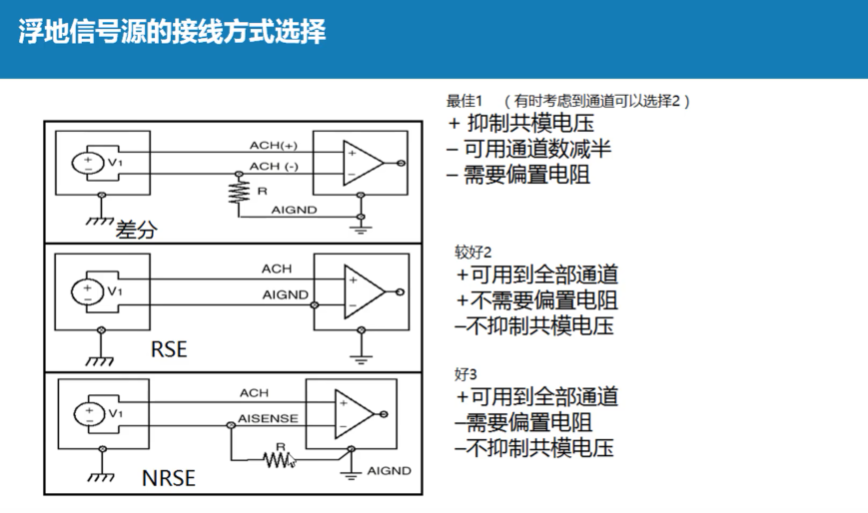 浮地信号源的接线方式选择
最佳1 （有时考虑到通道可以选择2）
+ 抑制共模电压
– 可用通道数减半
– 需要偏置电阻
+
−
V1
ACH(+)
ACH (-)
R
AIGND
+
−
差分
较好2
+可用到全部通道
+不需要偏置电阻
–不抑制共模电压
+
−
V1
ACH
AIGND
+
−
RSE
好3
+可用到全部通道
–需要偏置电阻
–不抑制共模电压
+
−
V1
ACH
AISENSE
R
+
−
AIGND
NRSE